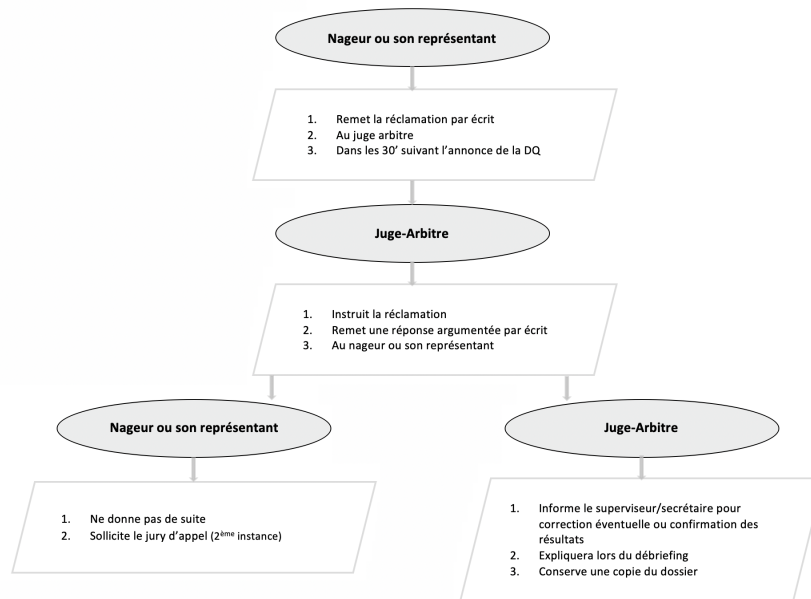 Nageur ou son représentant
1. Remet la réclamation par écrit
2. Au juge arbitre
3. Dans les 30' suivant l'annonce de la DQ
Juge-Arbitre
1. Instruit la réclamation
2. Remet une réponse argumentée par écrit
3. Au nageur ou son représentant
Nageur ou son représentant
1. Ne donne pas de suite
2. Sollicite le jury d'appel (2ème instance)
Juge-Arbitre
1. Informe le superviseur/secrétaire pour
correction éventuelle ou confirmation des
résultats
2. Expliquera lors du débriefing
3. Conserve une copie du dossier